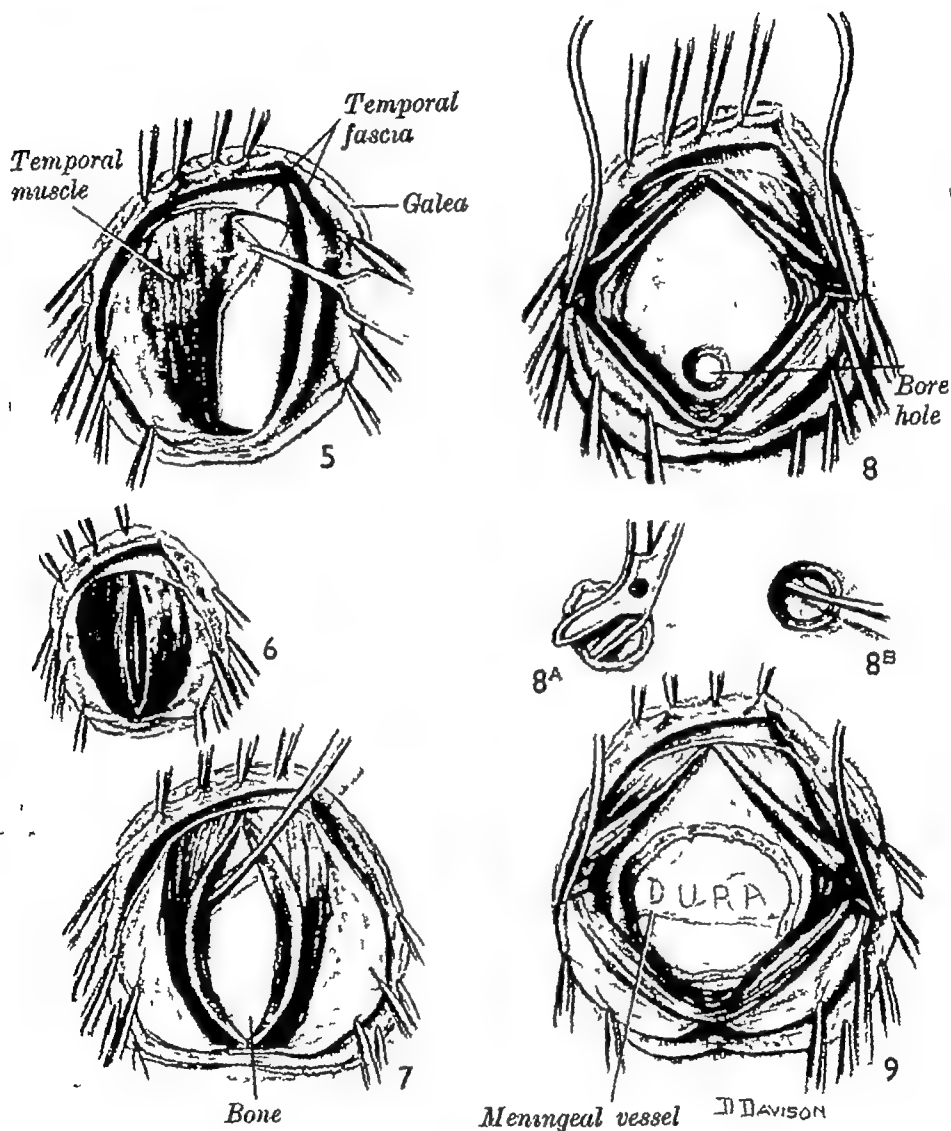 Temporal
fascia
Temporal
muscle
Galea
5
Bore
hole
8
6
8A
8B
7
Bone
DURA
9
Meningeal vessel
D DAVISON